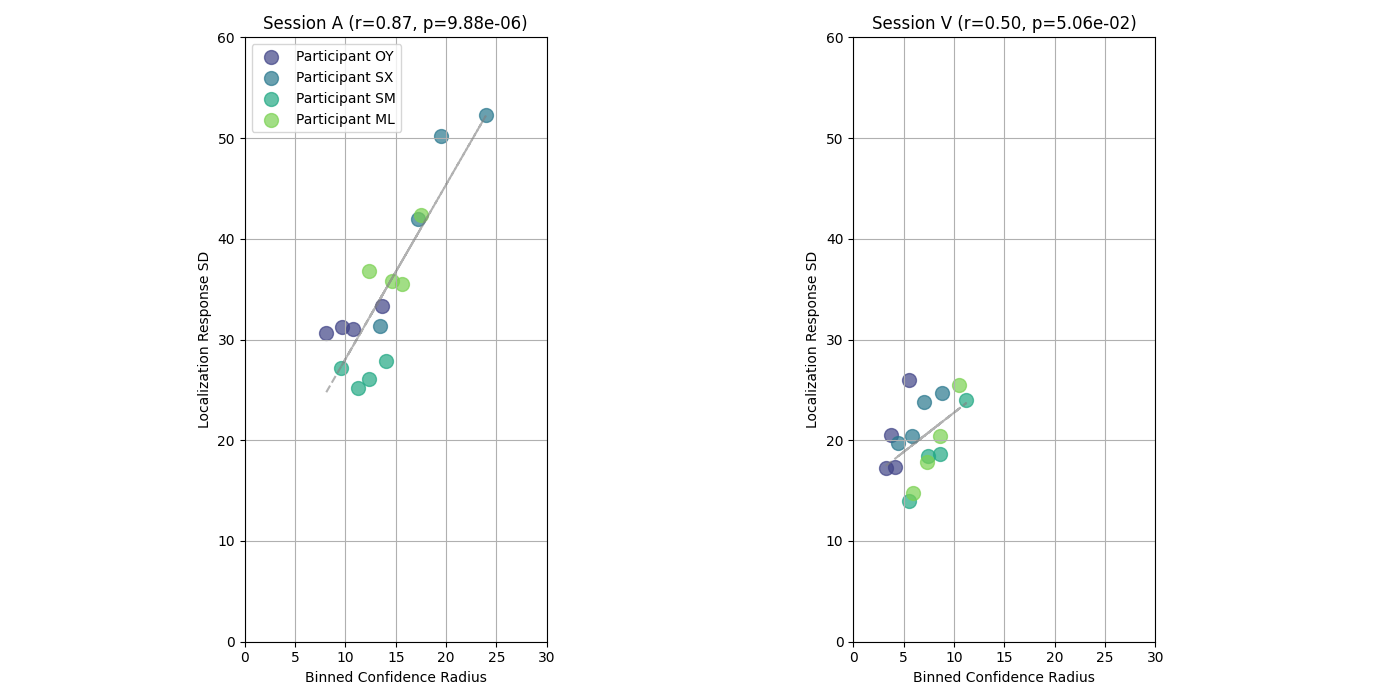 Session A (r=0.87, p=9.88e-06)
Participant OY
Participant SX
Participant SM
Participant ML
60
50
40
30
20
10
0
Localization Response SD
0 5 10 15 20 25 30
Binned Confidence Radius
Session V (r=0.50, p=5.06e-02)
60
50
40
30
20
10
0
Localization Response SD
0 5 10 15 20 25 30
Binned Confidence Radius